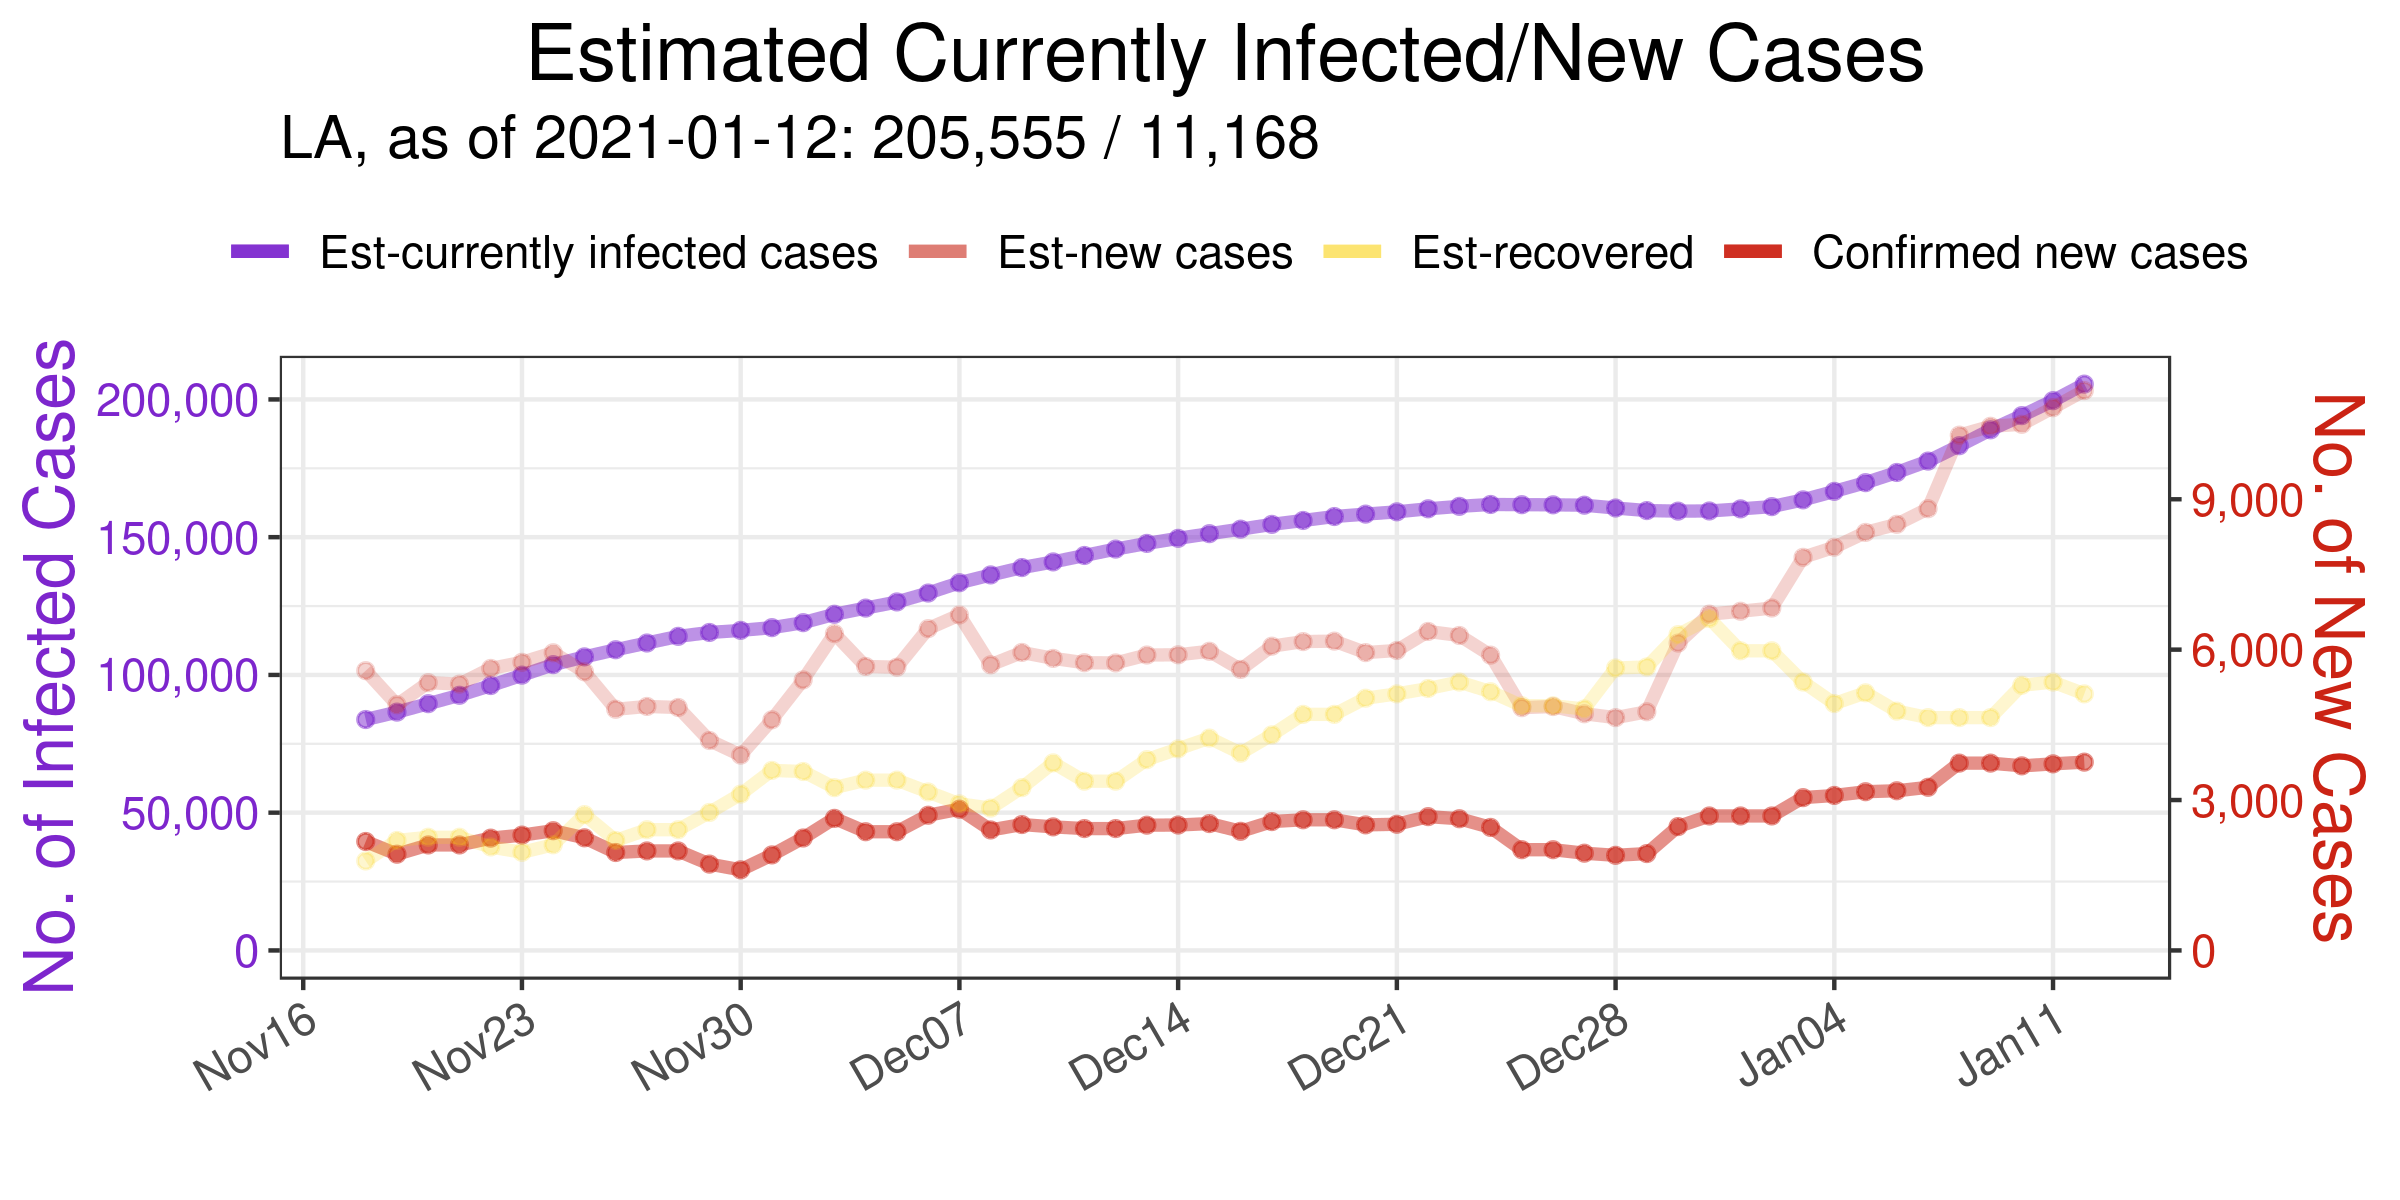 Estimated Currently Infected/New Cases
LA, as of 2021-01-12: 205,555 / 11,168
Est-currently infected cases Est-new cases Est-recovered Confirmed new cases
No. of Infected Cases
200,000
150,000
100,000
50,000
0
No. of New Cases
9,000
6,000
3,000
0
Nov16 Nov23 Nov30 Dec07 Dec14 Dec21 Dec28 Jan04 Jan11